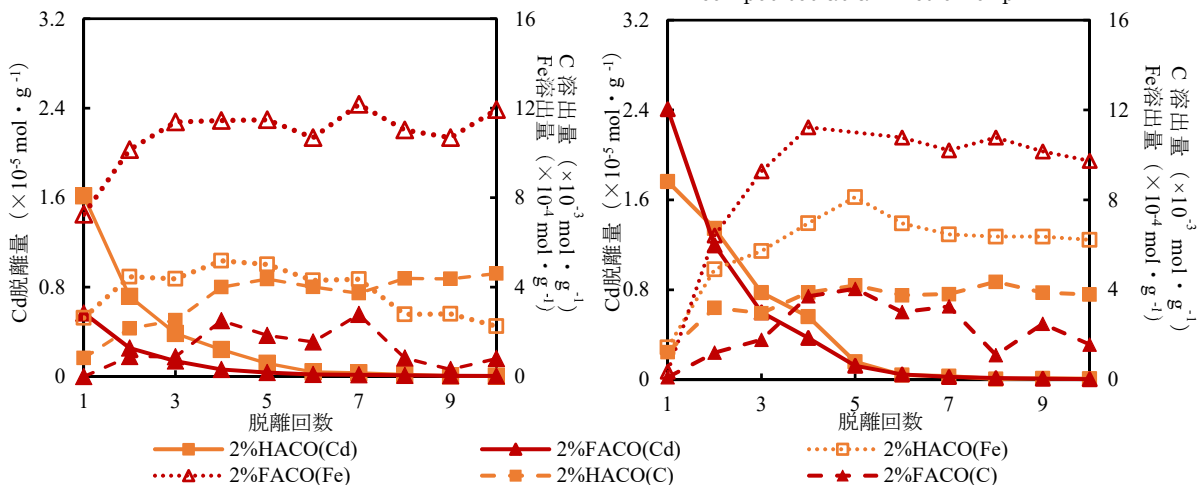 3.2
2.4
1.6
0.8
0
Cd脱離量 (×10-5 mol・g-1)
16
12
8
4
0
C 溶出量 (×10-3 mol・g-1)
Fe溶出量 (×10-4 mol・g-1)
1 3 5 7 9
脱離回数
3.2
2.4
1.6
0.8
0
Cd脱離量 (×10-5 mol・g-1)
16
12
8
4
0
C 溶出量 (×10-3 mol・g-1)
Fe溶出量 (×10-4 mol・g-1)
1 3 5 7 9
脱離回数
2%HACO(Cd) 2%FACO(Cd) 2%HACO(Fe)
2%FACO(Fe) 2%HACO(C) 2%FACO(C)